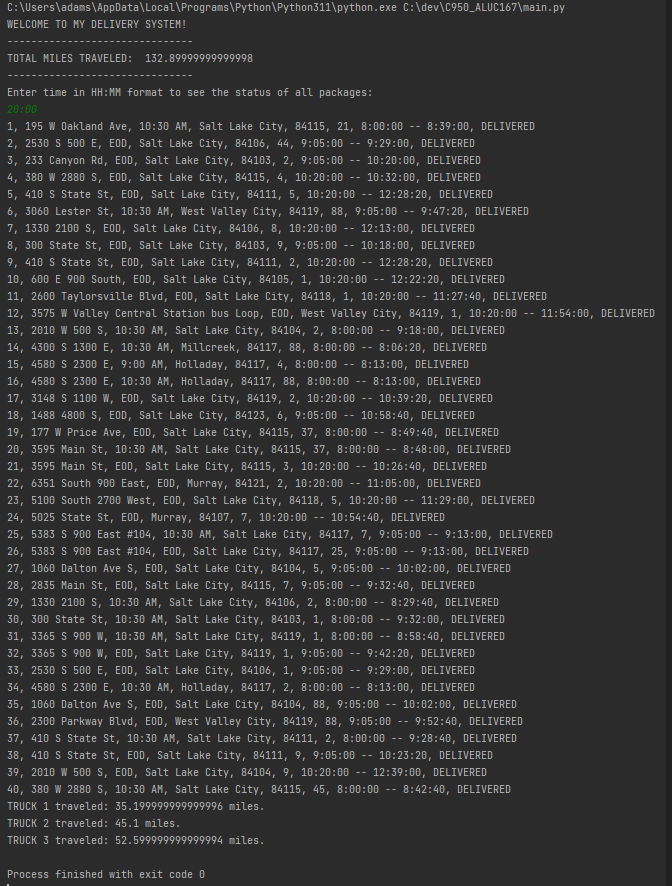 C:\Users\adams\AppData\Local\Programs\Python\Python311\python.exe C:\dev\C950_ALUC167\main.py
WELCOME TO MY DELIVERY SYSTEM!
------------------------------
TOTAL MILES TRAVELED:  132.89999999999998
------------------------------
Enter time in HH:MM format to see the status of all packages:
20:00
1, 195 W Oakland Ave, 10:30 AM, Salt Lake City, 84115, 21, 8:00:00 -- 8:39:00, DELIVERED
2, 2530 S 500 E, EOD, Salt Lake City, 84106, 44, 9:05:00 -- 9:29:00, DELIVERED
3, 233 Canyon Rd, EOD, Salt Lake City, 84103, 2, 9:05:00 -- 10:20:00, DELIVERED
4, 380 W 2880 S, EOD, Salt Lake City, 84115, 4, 10:20:00 -- 10:32:00, DELIVERED
5, 410 S State St, EOD, Salt Lake City, 84111, 5, 10:20:00 -- 12:28:20, DELIVERED
6, 3060 Lester St, 10:30 AM, West Valley City, 84119, 88, 9:05:00 -- 9:47:20, DELIVERED
7, 1330 2100 S, EOD, Salt Lake City, 84106, 8, 10:20:00 -- 12:13:00, DELIVERED
8, 300 State St, EOD, Salt Lake City, 84103, 9, 9:05:00 -- 10:18:00, DELIVERED
9, 410 S State St, EOD, Salt Lake City, 84111, 2, 10:20:00 -- 12:28:20, DELIVERED
10, 600 E 900 South, EOD, Salt Lake City, 84105, 1, 10:20:00 -- 12:22:20, DELIVERED
11, 2600 Taylorsville Blvd, EOD, Salt Lake City, 84118, 1, 10:20:00 -- 11:27:40, DELIVERED
12, 3575 W Valley Central Station bus Loop, EOD, West Valley City, 84119, 1, 10:20:00 -- 11:54:00, DELIVERED
13, 2010 W 500 S, 10:30 AM, Salt Lake City, 84104, 2, 8:00:00 -- 9:18:00, DELIVERED
14, 4300 S 1300 E, 10:30 AM, Millcreek, 84117, 88, 8:00:00 -- 8:06:20, DELIVERED
15, 4580 S 2300 E, 9:00 AM, Holladay, 84117, 4, 8:00:00 -- 8:13:00, DELIVERED
16, 4580 S 2300 E, 10:30 AM, Holladay, 84117, 88, 8:00:00 -- 8:13:00, DELIVERED
17, 3148 S 1100 W, EOD, Salt Lake City, 84119, 2, 10:20:00 -- 10:39:20, DELIVERED
18, 1488 4800 S, EOD, Salt Lake City, 84123, 6, 9:05:00 -- 10:58:40, DELIVERED
19, 177 W Price Ave, EOD, Salt Lake City, 84115, 37, 8:00:00 -- 8:49:40, DELIVERED
20, 3595 Main St, 10:30 AM, Salt Lake City, 84115, 37, 8:00:00 -- 8:48:00, DELIVERED
21, 3595 Main St, EOD, Salt Lake City, 84115, 3, 10:20:00 -- 10:26:40, DELIVERED
22, 6351 South 900 East, EOD, Murray, 84121, 2, 10:20:00 -- 11:05:00, DELIVERED
23, 5100 South 2700 West, EOD, Salt Lake City, 84118, 5, 10:20:00 -- 11:29:00, DELIVERED
24, 5025 State St, EOD, Murray, 84107, 7, 10:20:00 -- 10:54:40, DELIVERED
25, 5383 S 900 East #104, 10:30 AM, Salt Lake City, 84117, 7, 9:05:00 -- 9:13:00, DELIVERED
26, 5383 S 900 East #104, EOD, Salt Lake City, 84117, 25, 9:05:00 -- 9:13:00, DELIVERED
27, 1060 Dalton Ave S, EOD, Salt Lake City, 84104, 5, 9:05:00 -- 10:02:00, DELIVERED
28, 2835 Main St, EOD, Salt Lake City, 84115, 7, 9:05:00 -- 9:32:40, DELIVERED
29, 1330 2100 S, 10:30 AM, Salt Lake City, 84106, 2, 8:00:00 -- 8:29:40, DELIVERED
30, 300 State St, 10:30 AM, Salt Lake City, 84103, 1, 8:00:00 -- 9:32:00, DELIVERED
31, 3365 S 900 W, 10:30 AM, Salt Lake City, 84119, 1, 8:00:00 -- 8:58:40, DELIVERED
32, 3365 S 900 W, EOD, Salt Lake City, 84119, 1, 9:05:00 -- 9:42:20, DELIVERED
33, 2530 S 500 E, EOD, Salt Lake City, 84106, 1, 9:05:00 -- 9:29:00, DELIVERED
34, 4580 S 2300 E, 10:30 AM, Holladay, 84117, 2, 8:00:00 -- 8:13:00, DELIVERED
35, 1060 Dalton Ave S, EOD, Salt Lake City, 84104, 88, 9:05:00 -- 10:02:00, DELIVERED
36, 2300 Parkway Blvd, EOD, West Valley City, 84119, 88, 9:05:00 -- 9:52:40, DELIVERED
37, 410 S State St, 10:30 AM, Salt Lake City, 84111, 2, 8:00:00 -- 9:28:40, DELIVERED
38, 410 S State St, EOD, Salt Lake City, 84111, 9, 9:05:00 -- 10:23:20, DELIVERED
39, 2010 W 500 S, EOD, Salt Lake City, 84104, 9, 10:20:00 -- 12:39:00, DELIVERED
40, 380 W 2880 S, 10:30 AM, Salt Lake City, 84115, 45, 8:00:00 -- 8:42:40, DELIVERED
TRUCK 1 traveled: 35.199999999999996 miles.
TRUCK 2 traveled: 45.1 miles.
TRUCK 3 traveled: 52.599999999999994 miles.
Process finished with exit code 0